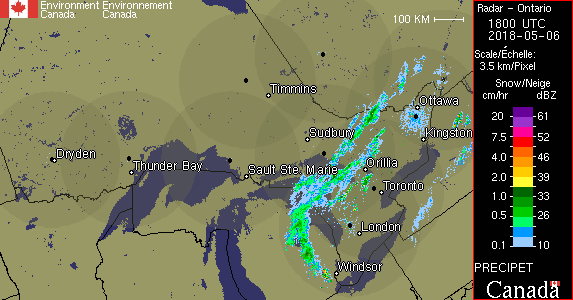 Environment Environnement
Canada Canada
100 KM
Timmins
Ottawa
Sudbury
Kingston
Dryden
Thunder Bay
Sault Ste. Marie
Orillia
Toronto
London
Windsor
Radar - Ontario
1800 UTC
2018-05-06
Scale/Échelle:
3.5 km/Pixel
Snow/Neige
cm/hr dBZ
20 61
7.5 52
4.0 46
2.0 39
1.0 33
0.5 26
0.1 10
PRECIPET
Canada